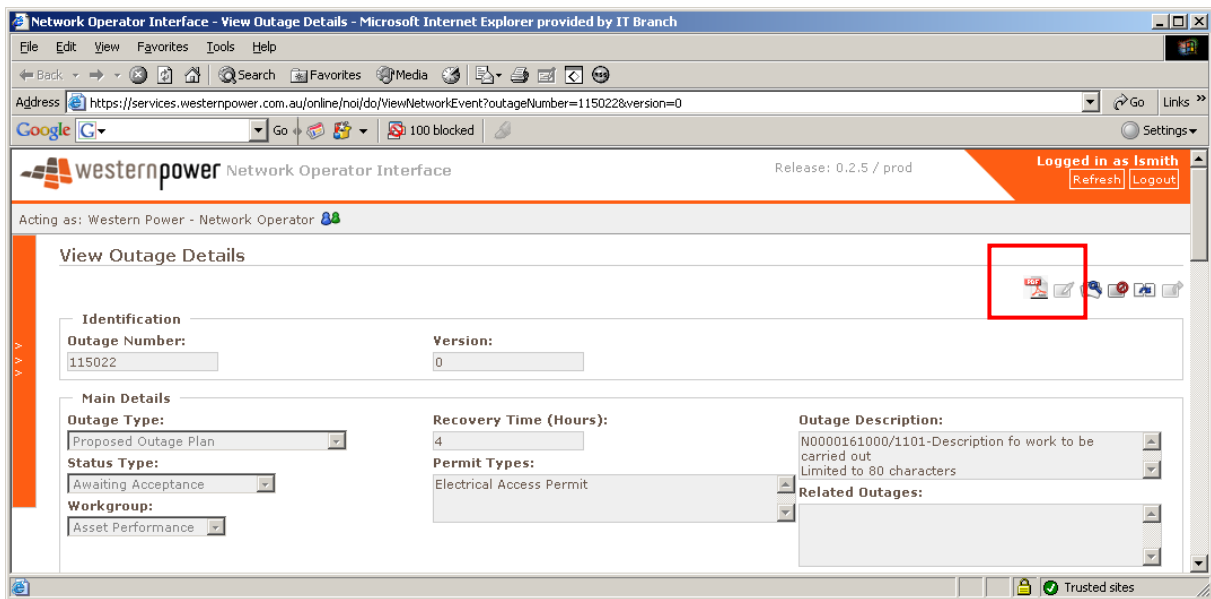 Network Operator Interface - View Outage Details - Microsoft Internet Explorer provided by IT Branch
File Edit View Favorites Tools Help
Back Search Favorites Media
Address https://services.westernpower.com.au/online/noi/do/ViewNetworkEvent?outageNumber=115022&version=0 Go Links »
Google G Go 100 blocked Settings
westernpower Network Operator Interface Release: 0.2.5 / prod Logged in as lsmith
Refresh Logout
Acting as: Western Power - Network Operator
View Outage Details
PDF
Identification
Outage Number: Version:
115022 0
Main Details
Outage Type: Recovery Time (Hours): Outage Description:
Proposed Outage Plan 4 N0000161000/1101-Description fo work to be
carried out
Status Type: Permit Types: Limited to 80 characters
Awaiting Acceptance Electrical Access Permit Related Outages:
Workgroup:
Asset Performance
> > >
Trusted sites